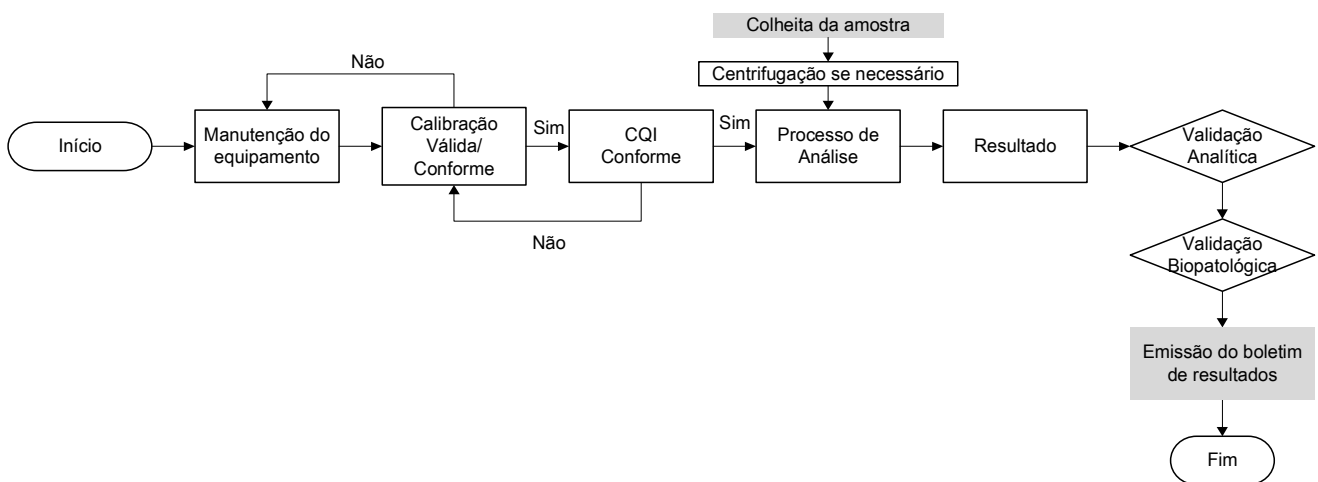 Colheita da amostra
Não
Centrifugação se necessário
Início
Manutenção do
equipamento
Calibração
Válida/
Conforme
Sim
CQI
Conforme
Sim
Processo de
Análise
Resultado
Validação
Analítica
Não
Validação
Biopatológica
Emissão do boletim
de resultados
Fim